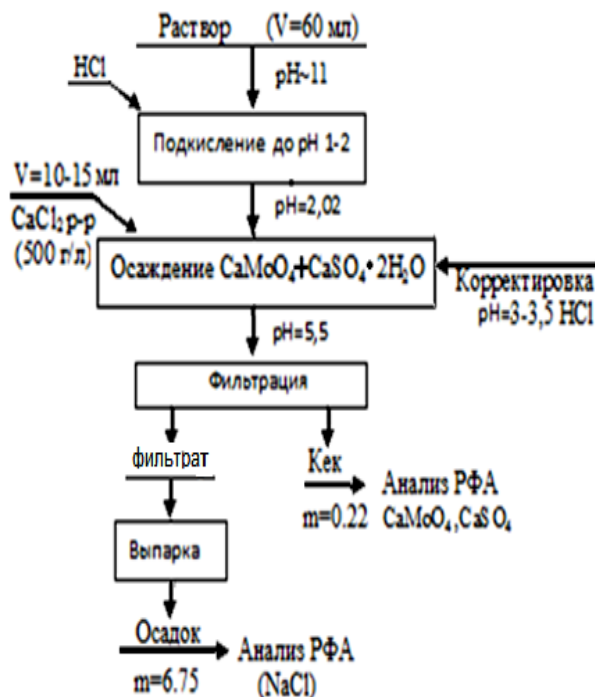 Раствор (V=60 мл)
HCl
pH~11
Подкисление до pH 1-2
V=10-15 мл
CaCl₂ р-р
(500 г/л)
pH=2,02
Осаждение CaMoO₄+CaSO₄·2H₂O
Корректировка
pH=3-3,5 HCl
pH=5,5
Фильтрация
фильтрат
Кек
m=0.22
Анализ РФА
CaMoO₄,CaSO₄
Выпарка
Осадок
m=6.75
Анализ РФА
(NaCl)